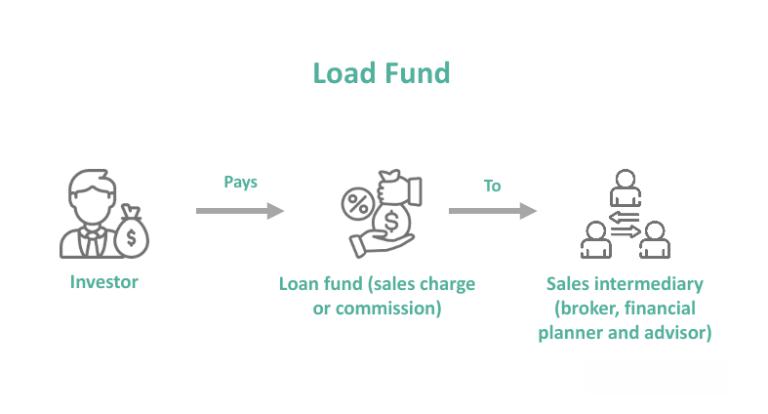 Load Fund
Pays
To
Investor
Loan fund (sales charge
or commission)
Sales intermediary
(broker, financial
planner and advisor)
$
%
$